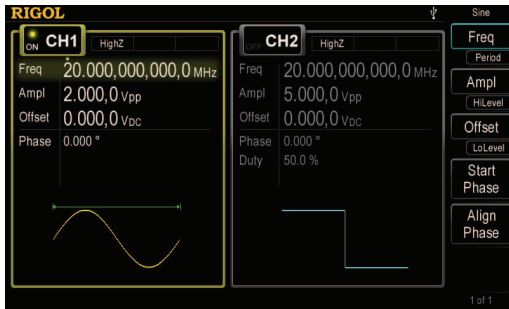 RIGOL
Sine
ON CH1 HighZ
OFF CH2 HighZ
Freq 20.000,000,000,0 MHz
Ampl 2.000,0 Vpp
Offset 0.000,0 VDC
Phase 0.000 °
Freq 20.000,000,000,0 MHz
Ampl 5.000,0 Vpp
Offset 0.000,0 VDC
Phase 0.000 °
Duty 50.0 %
Freq
Period
Ampl
HiLevel
Offset
LoLevel
Start
Phase
Align
Phase
1 of 1